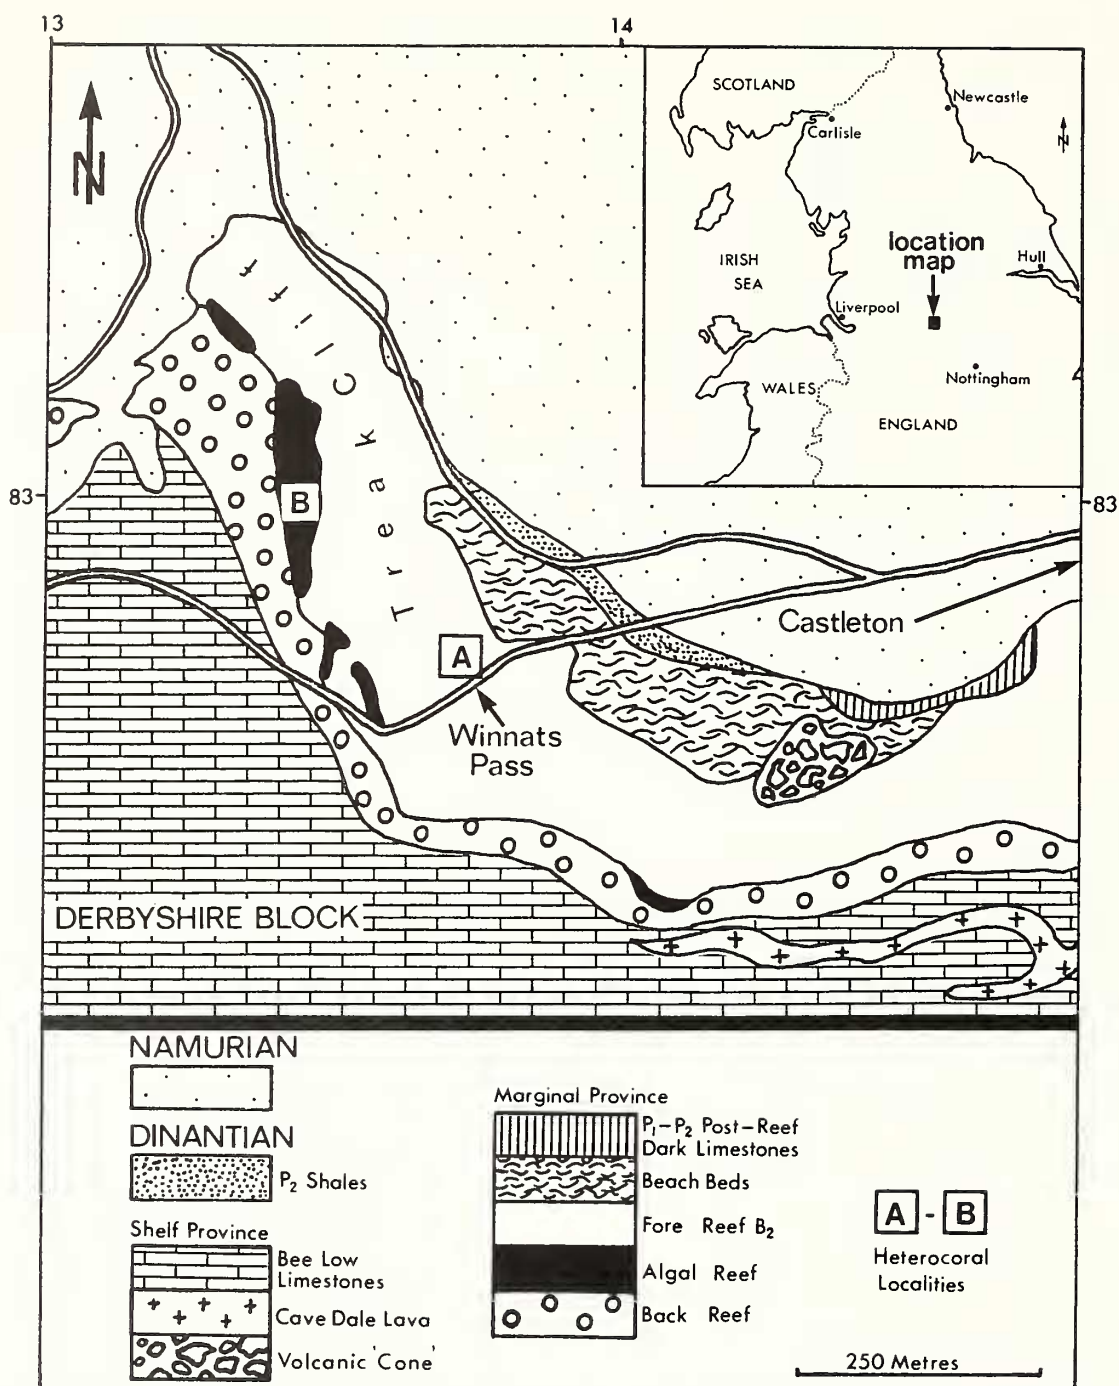 13
14
N
SCOTLAND
Newcastle
Carlisle
N
IRISH
SEA
location
map
Hull
Liverpool
Nottingham
WALES
ENGLAND
Treak Cliff
83
83
B
A
Castleton
Winnats
Pass
DERBYSHIRE BLOCK
NAMURIAN
DINANTIAN
P₂ Shales
Shelf Province
Bee Low
Limestones
Cave Dale Lava
Volcanic 'Cone'
Marginal Province
P₁-P₂ Post-Reef
Dark Limestones
Beach Beds
Fore Reef B₂
Algal Reef
Back Reef
A - B
Heterocoral
Localities
250 Metres